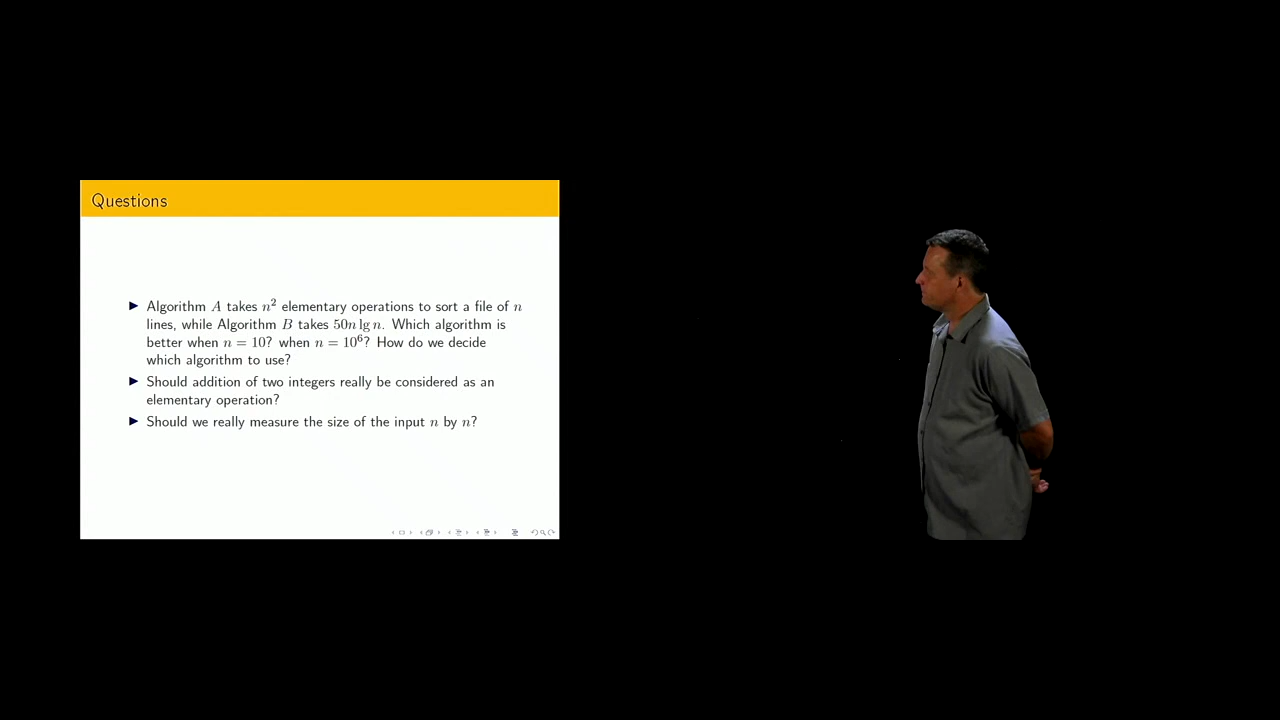 Questions
▶ Algorithm A takes n² elementary operations to sort a file of n
lines, while Algorithm B takes 50n lg n. Which algorithm is
better when n = 10? when n = 10⁶? How do we decide
which algorithm to use?
▶ Should addition of two integers really be considered as an
elementary operation?
▶ Should we really measure the size of the input n by n?